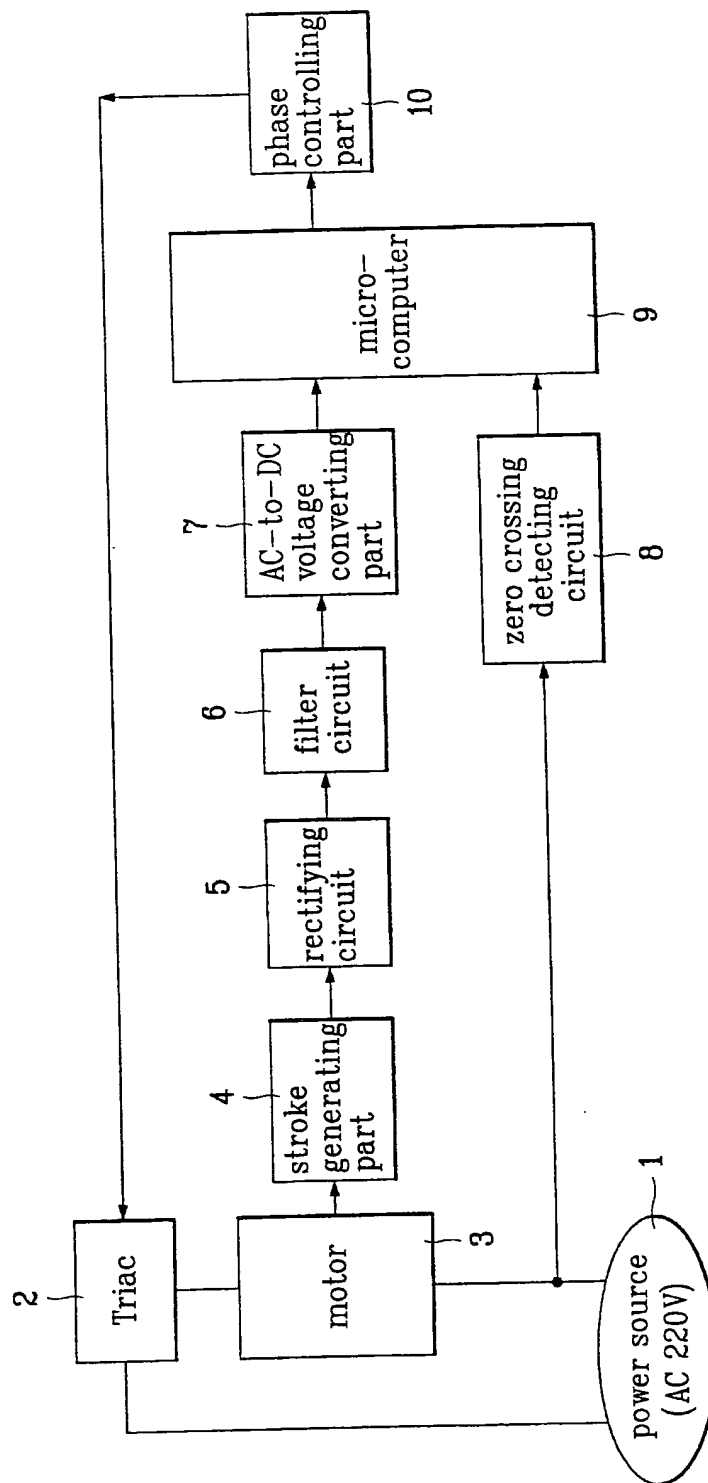 2
Triac
motor
3
power source
(AC 220V)
1
4
stroke
generating
part
5
rectifying
circuit
6
filter
circuit
7
AC-to-DC
voltage
converting
part
zero crossing
detecting
circuit
8
micro-
computer
9
phase
controlling
part
10